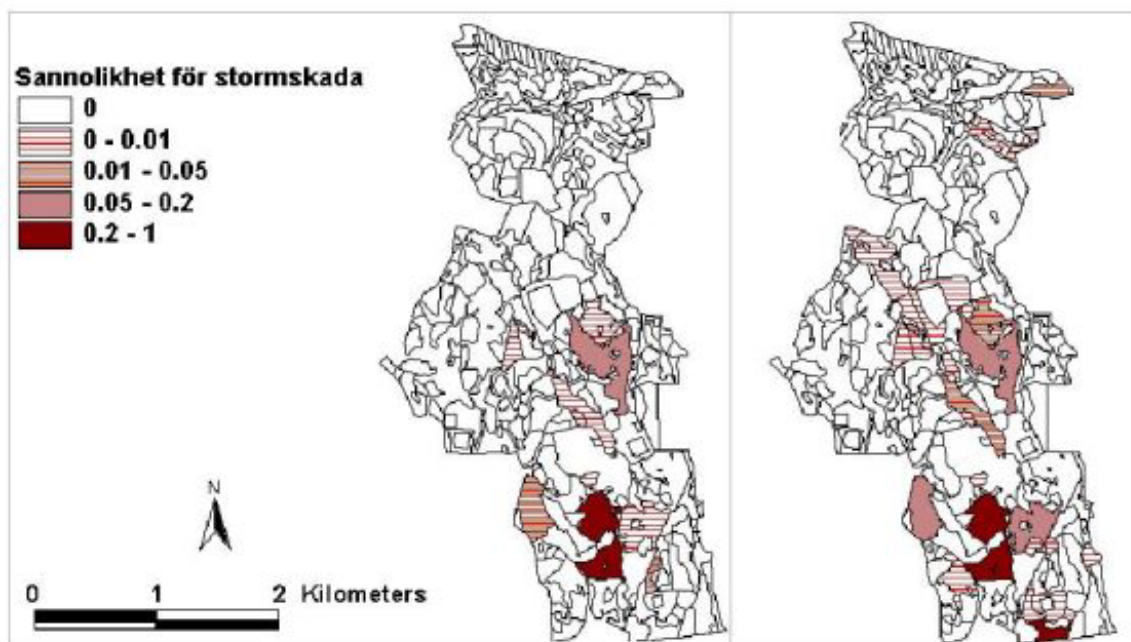 Sannolikhet för stormskada
0
0 - 0.01
0.01 - 0.05
0.05 - 0.2
0.2 - 1
N
0 1 2 Kilometers